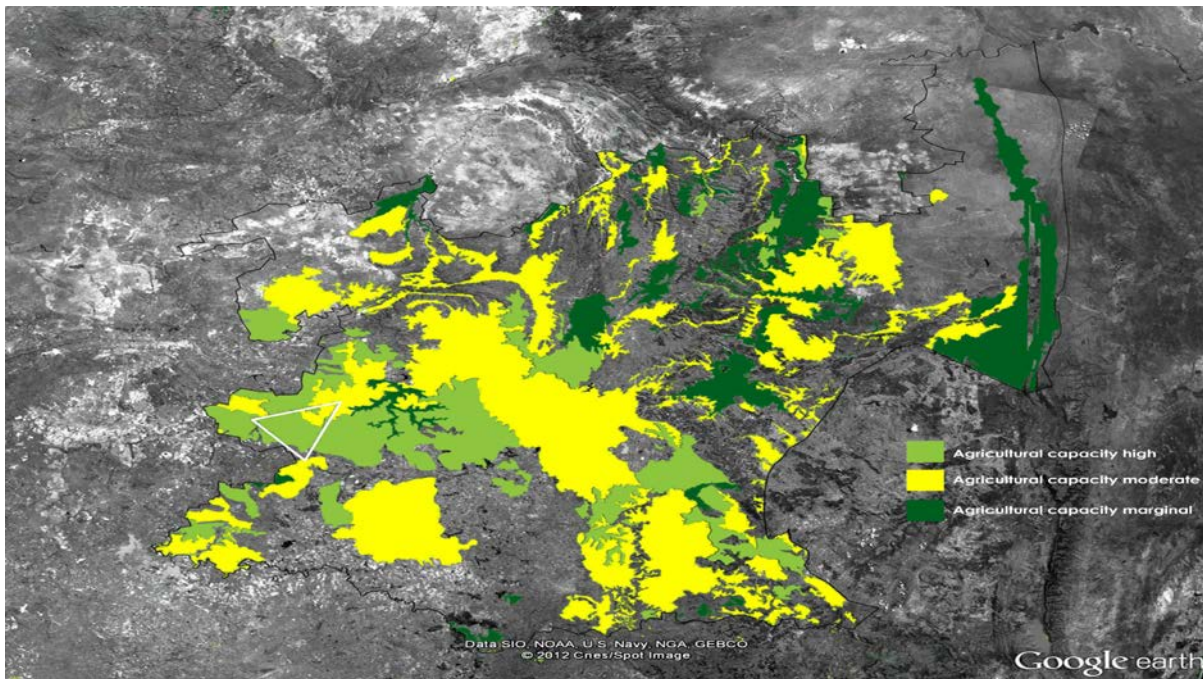 Agricultural capacity high
Agricultural capacity moderate
Agricultural capacity marginal
Data SIO, NOAA, U.S. Navy, NGA, GEBCO
© 2012 Cnes/Spot Image
Google earth